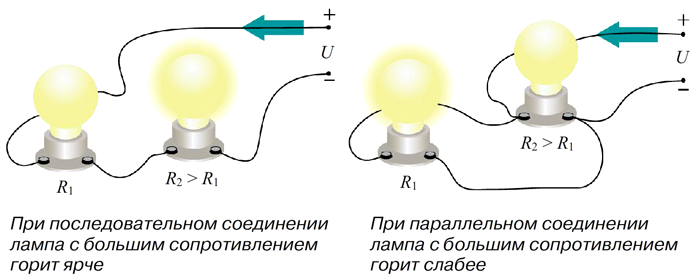 +
U
−
R₁
R₂ > R₁
При последовательном соединении
лампа с большим сопротивлением
горит ярче
+
U
−
R₂ > R₁
R₁
При параллельном соединении
лампа с большим сопротивлением
горит слабее